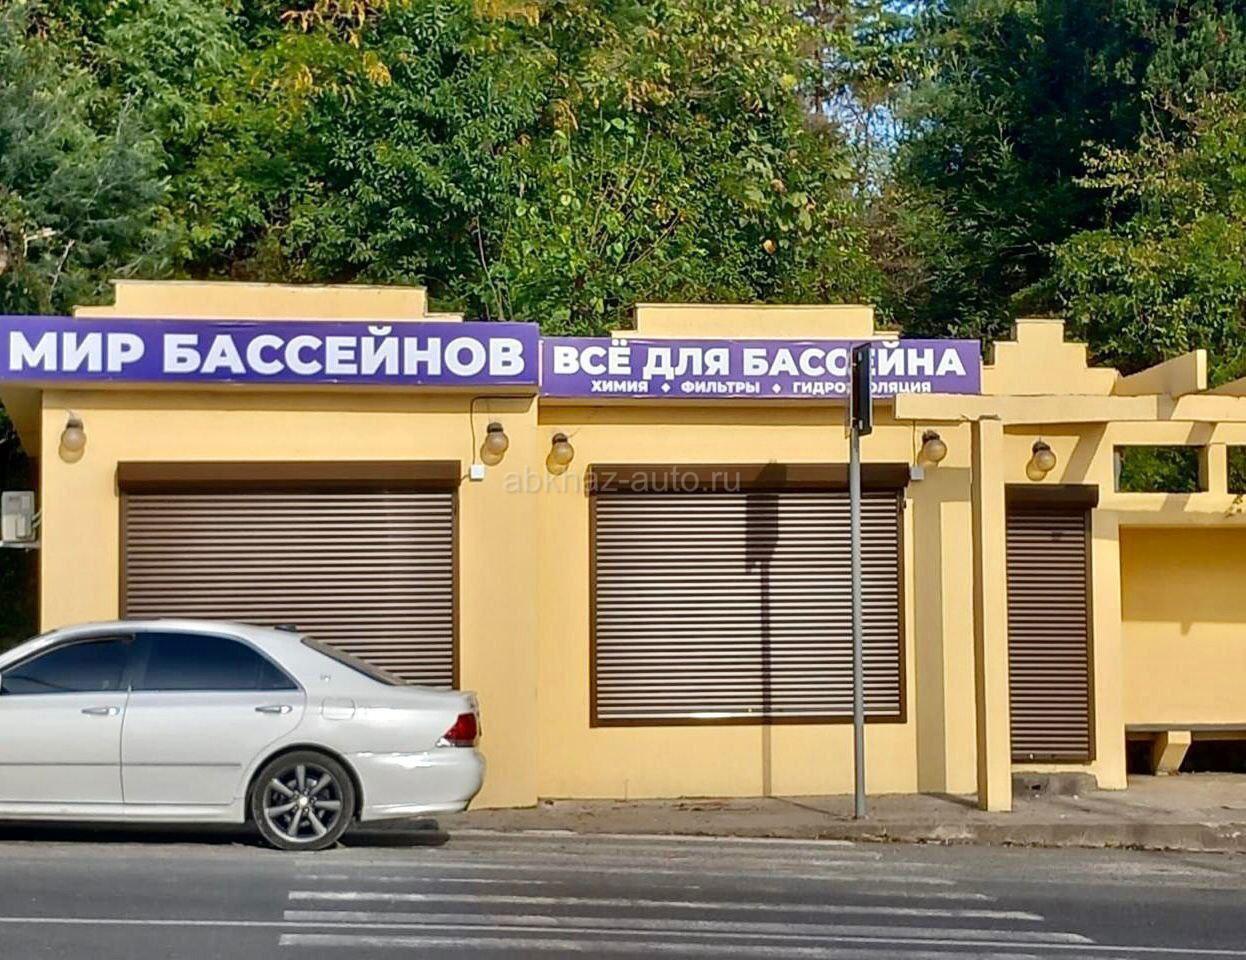 МИР БАССЕЙНОВ
ВСЁ ДЛЯ БАССЕЙНА
ХИМИЯ ◆ ФИЛЬТРЫ ◆ ГИДРОИЗОЛЯЦИЯ
abkhaz-auto.ru